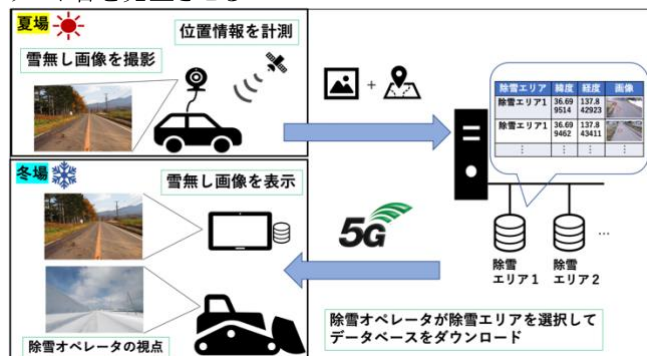 夏場
位置情報を計測
雪無し画像を撮影
+
除雪エリア 緯度 経度 画像
除雪エリア1 36.69 9514 137.8 42923
除雪エリア1 36.69 9462 137.8 43411
⋮ ⋮ ⋮ ⋮
冬場
雪無し画像を表示
5G
除雪 エリア1
除雪 エリア2
…
除雪オペレータの視点
除雪オペレータが除雪エリアを選択して
データベースをダウンロード